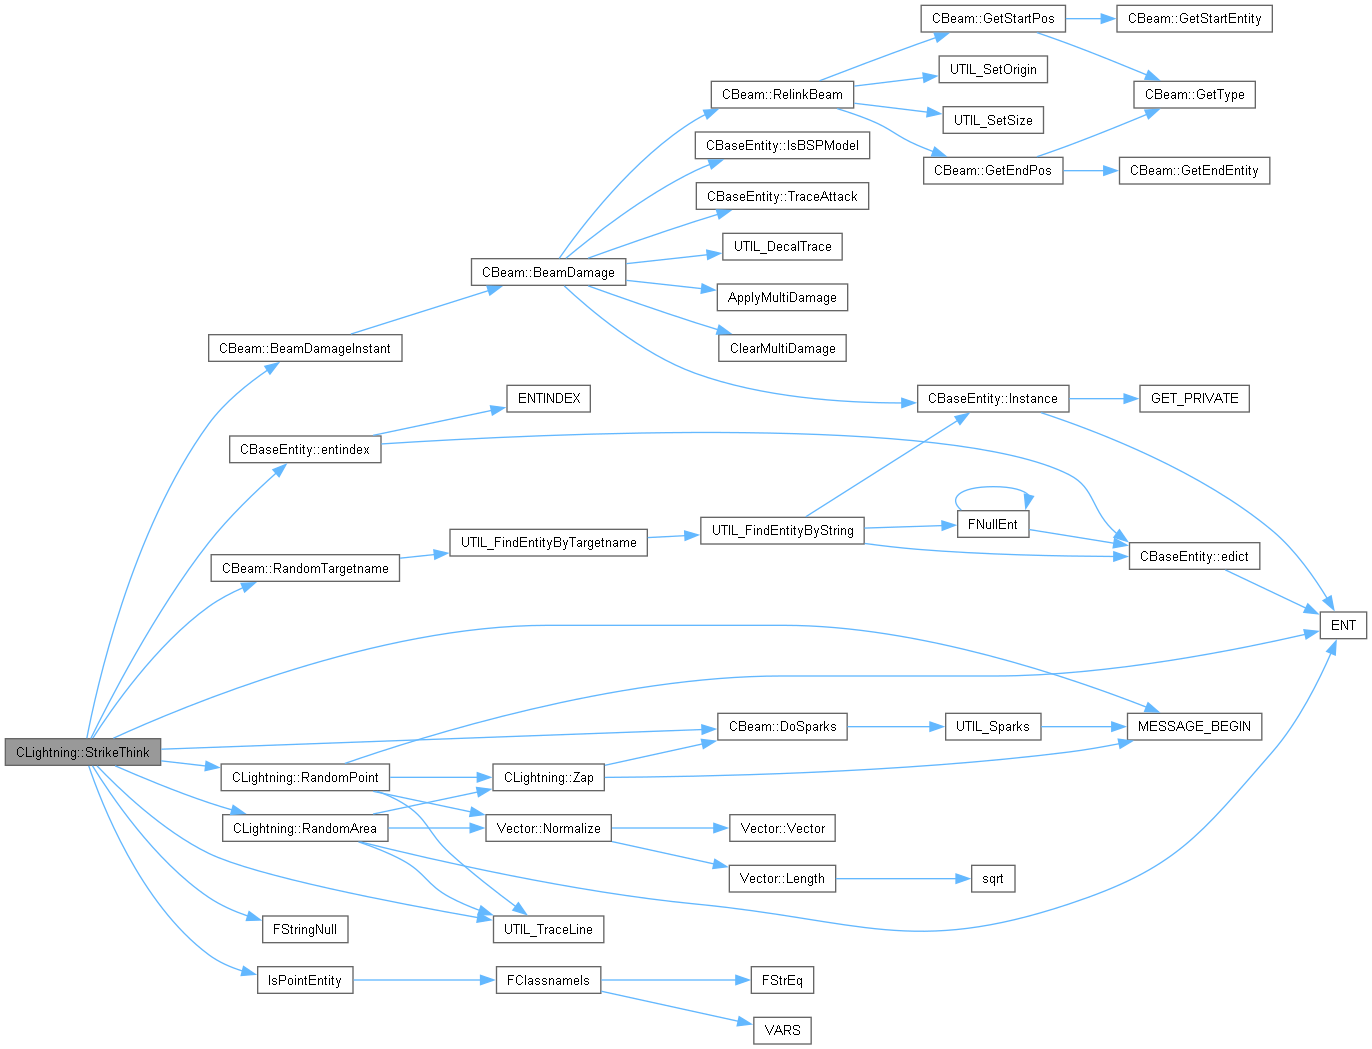 CBeam::GetStartPos
CBeam::GetStartEntity
UTIL_SetOrigin
CBeam::RelinkBeam
CBeam::GetType
UTIL_SetSize
CBaseEntity::IsBSPModel
CBeam::GetEndPos
CBeam::GetEndEntity
CBaseEntity::TraceAttack
UTIL_DecalTrace
CBeam::BeamDamage
ApplyMultiDamage
CBeam::BeamDamageInstant
ClearMultiDamage
ENTINDEX
CBaseEntity::Instance
GET_PRIVATE
CBaseEntity::entindex
FNullEnt
UTIL_FindEntityByString
UTIL_FindEntityByTargetname
CBaseEntity::edict
CBeam::RandomTargetname
ENT
CBeam::DoSparks
UTIL_Sparks
MESSAGE_BEGIN
CLightning::StrikeThink
CLightning::RandomPoint
CLightning::Zap
CLightning::RandomArea
Vector::Normalize
Vector::Vector
Vector::Length
sqrt
FStringNull
UTIL_TraceLine
IsPointEntity
FClassnameIs
FStrEq
VARS